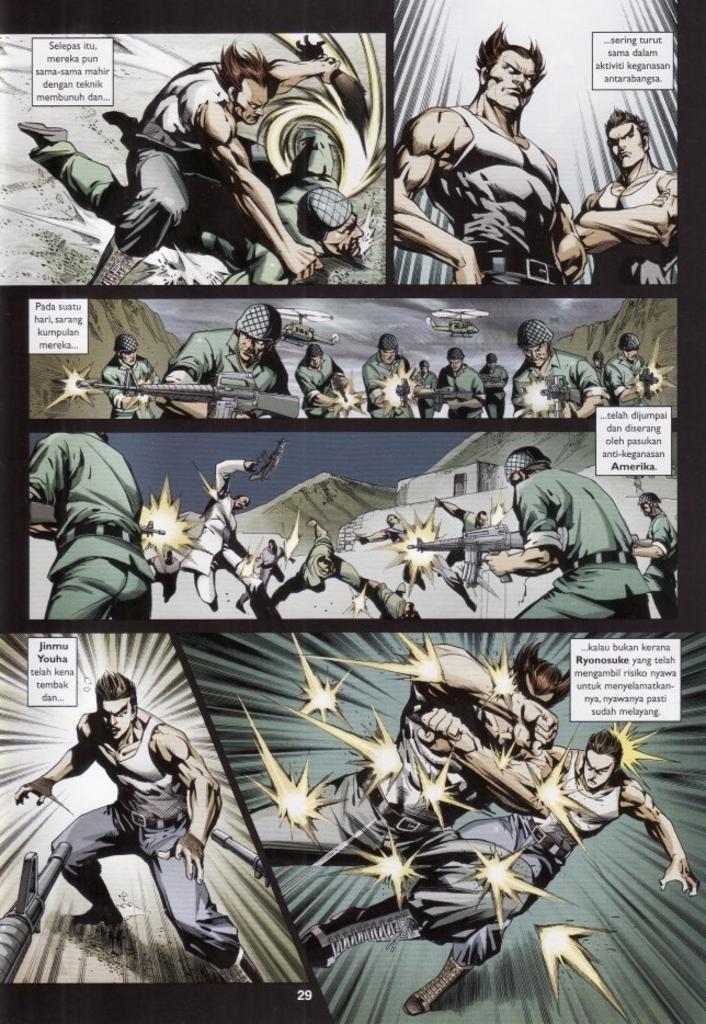 Selepas itu,
mereka pun
sama-sama mahir
dengan teknik
membunuh dan...
...sering turut
sama dalam
aktiviti keganasan
antarabangsa.
Pada suatu
hari, sarang
kumpulan
mereka...
...telah dijumpai
dan diserang
oleh pasukan
anti-keganasan
Amerika.
Jinmu
Youha
telah kena
tembak
dan...
...kalau bukan kerana
Ryonosuke yang telah
mengambil risiko nyawa
untuk menyelamatkan-
nya, nyawanya pasti
sudah melayang.
29